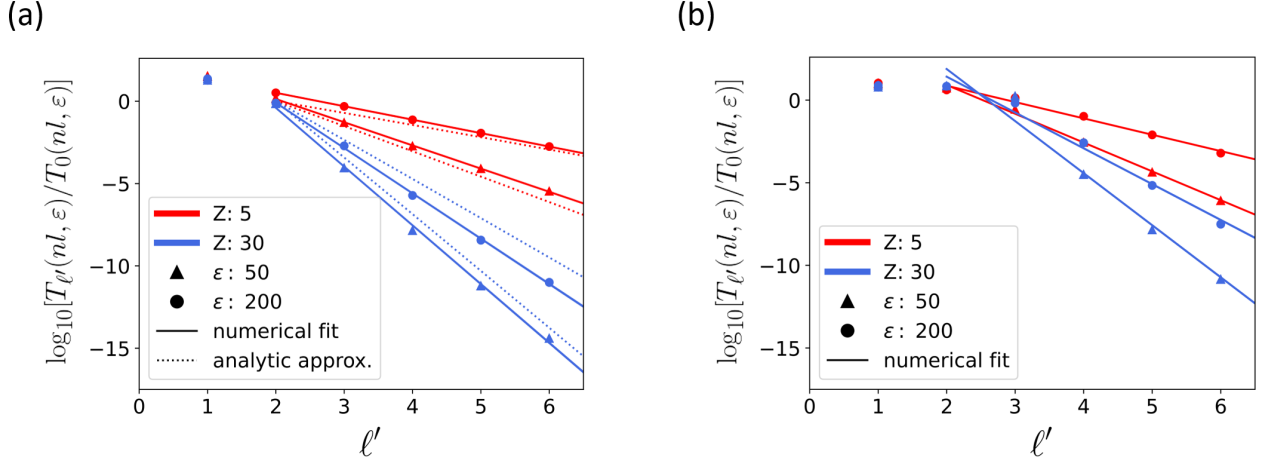 (a)
log₁₀[T_ℓ′(nl, ε)/T₀(nl, ε)]
0
−5
−10
−15
Z: 5
Z: 30
ε: 50
ε: 200
numerical fit
analytic approx.
0 1 2 3 4 5 6
ℓ′
(b)
log₁₀[T_ℓ′(nl, ε)/T₀(nl, ε)]
0
−5
−10
−15
Z: 5
Z: 30
ε: 50
ε: 200
numerical fit
0 1 2 3 4 5 6
ℓ′